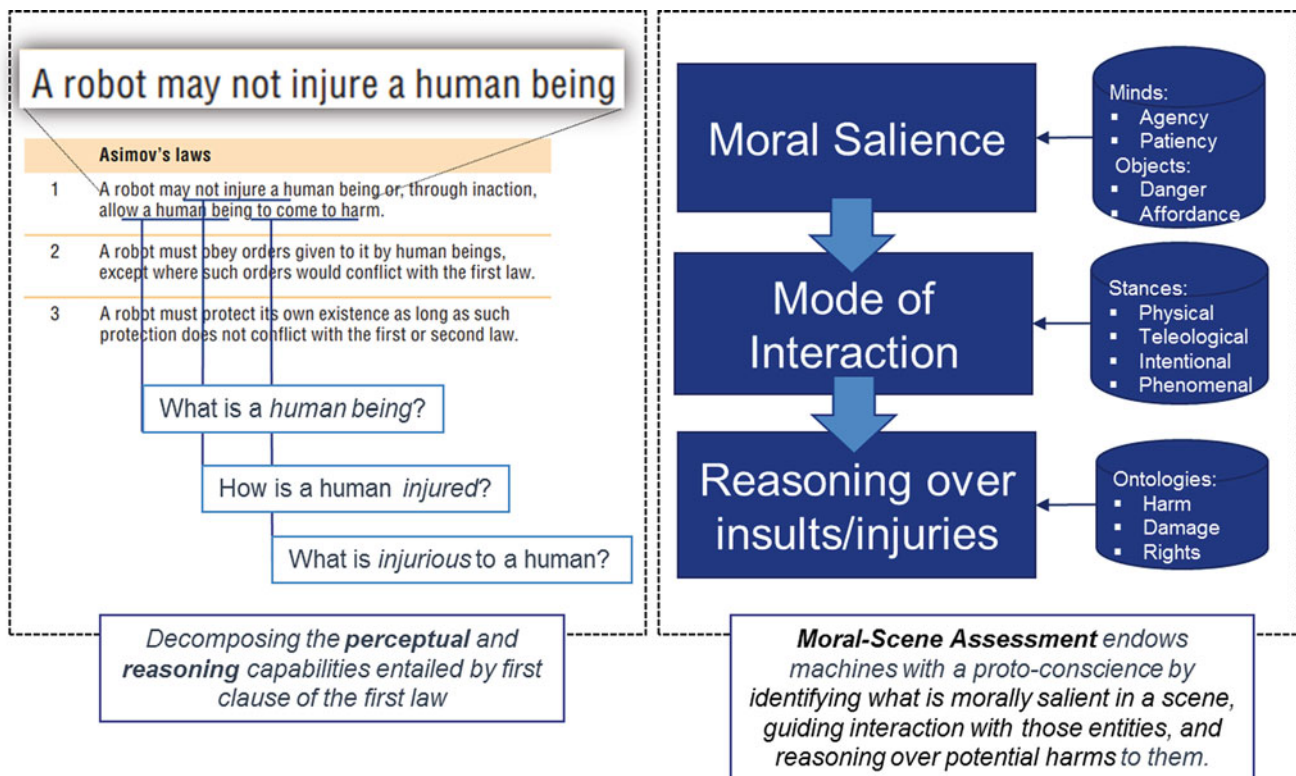 A robot may not injure a human being
Asimov's laws
1 A robot may not injure a human being or, through inaction,
allow a human being to come to harm.
2 A robot must obey orders given to it by human beings,
except where such orders would conflict with the first law.
3 A robot must protect its own existence as long as such
protection does not conflict with the first or second law.
What is a human being?
How is a human injured?
What is injurious to a human?
Decomposing the perceptual and
reasoning capabilities entailed by first
clause of the first law
Moral Salience
Minds:
▪ Agency
▪ Patiency
Objects:
▪ Danger
▪ Affordance
Mode of
Interaction
Stances:
▪ Physical
▪ Teleological
▪ Intentional
▪ Phenomenal
Reasoning over
insults/injuries
Ontologies:
▪ Harm
▪ Damage
▪ Rights
Moral-Scene Assessment endows
machines with a proto-conscience by
identifying what is morally salient in a scene,
guiding interaction with those entities, and
reasoning over potential harms to them.